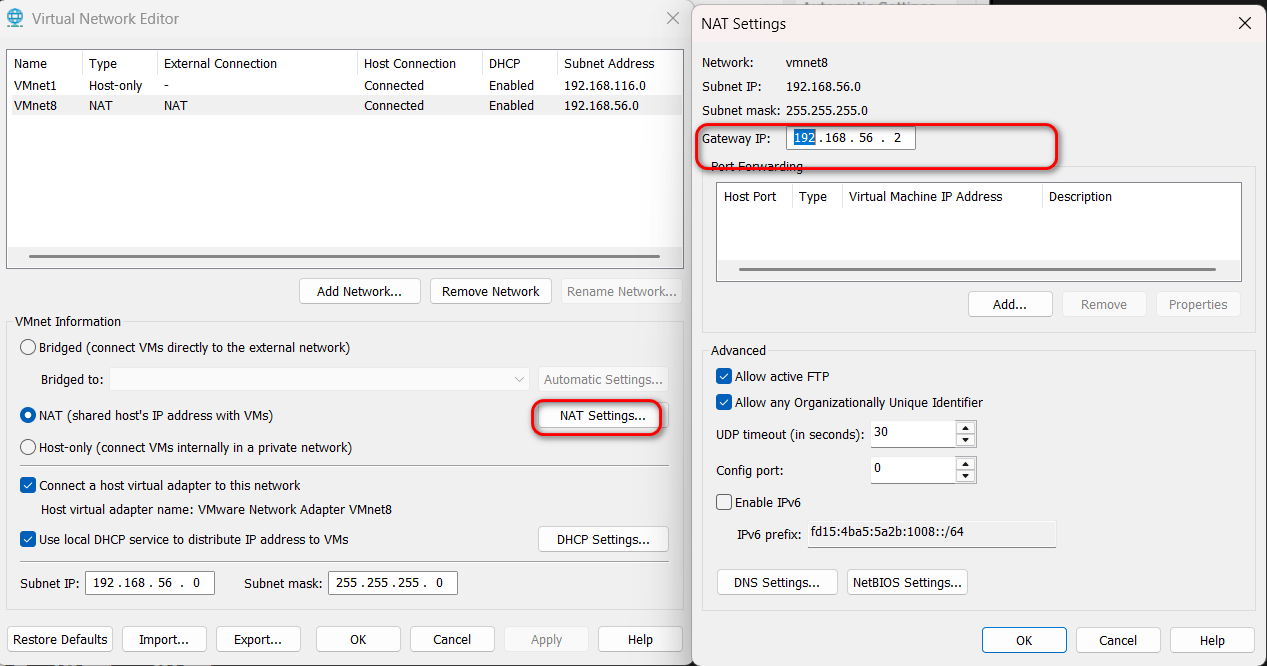 Virtual Network Editor
Name Type External Connection Host Connection DHCP Subnet Address
VMnet1 Host-only - Connected Enabled 192.168.116.0
VMnet8 NAT NAT Connected Enabled 192.168.56.0
Add Network... Remove Network Rename Network...
VMnet Information
Bridged (connect VMs directly to the external network)
Bridged to: Automatic Settings...
NAT (shared host's IP address with VMs) NAT Settings...
Host-only (connect VMs internally in a private network)
Connect a host virtual adapter to this network
Host virtual adapter name: VMware Network Adapter VMnet8
Use local DHCP service to distribute IP address to VMs DHCP Settings...
Subnet IP: 192.168.56.0 Subnet mask: 255.255.255.0
Restore Defaults Import... Export... OK Cancel Apply Help
NAT Settings
Network: vmnet8
Subnet IP: 192.168.56.0
Subnet mask: 255.255.255.0
Gateway IP: 192.168.56.2
Port Forwarding
Host Port Type Virtual Machine IP Address Description
Add... Remove Properties
Advanced
Allow active FTP
Allow any Organizationally Unique Identifier
UDP timeout (in seconds): 30
Config port: 0
Enable IPv6
IPv6 prefix: fd15:4ba5:5a2b:1008::/64
DNS Settings... NetBIOS Settings...
OK Cancel Help